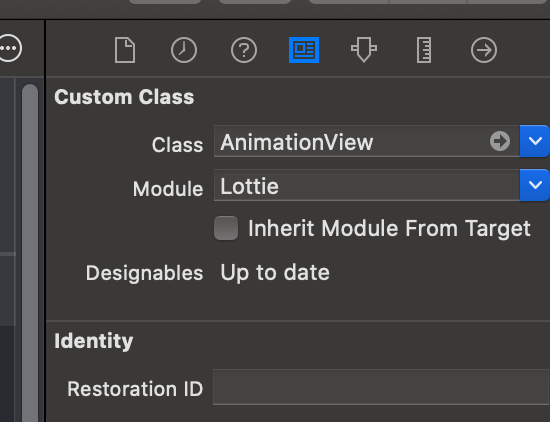 Custom Class
Class AnimationView
Module Lottie
Inherit Module From Target
Designables Up to date
Identity
Restoration ID